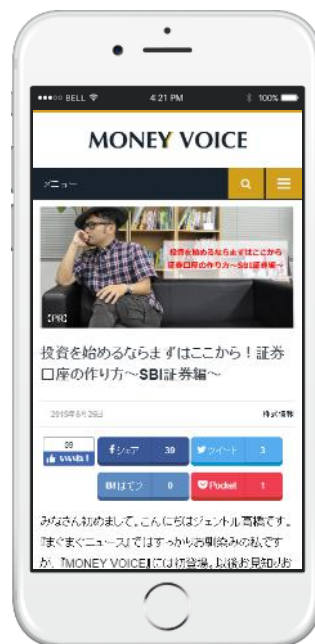 BELL 4:21 PM 100%
MONEY VOICE
メニュー
投資を始めるならまずはここから
証券口座の作り方～SBI証券編～
【PR】
投資を始めるならまずはここから！証券
口座の作り方～SBI証券編～
2015年6月29日 株式情報
39
いいね！
シェア 39
ツイート 3
B!はてブ 0
Pocket 1
みなさん初めまして。こんにちはジェントル高橋です。
『まぐまぐニュース』ではすっかりお馴染みの私です
が、『MONEY VOICE』には初登場。以後お見知りお